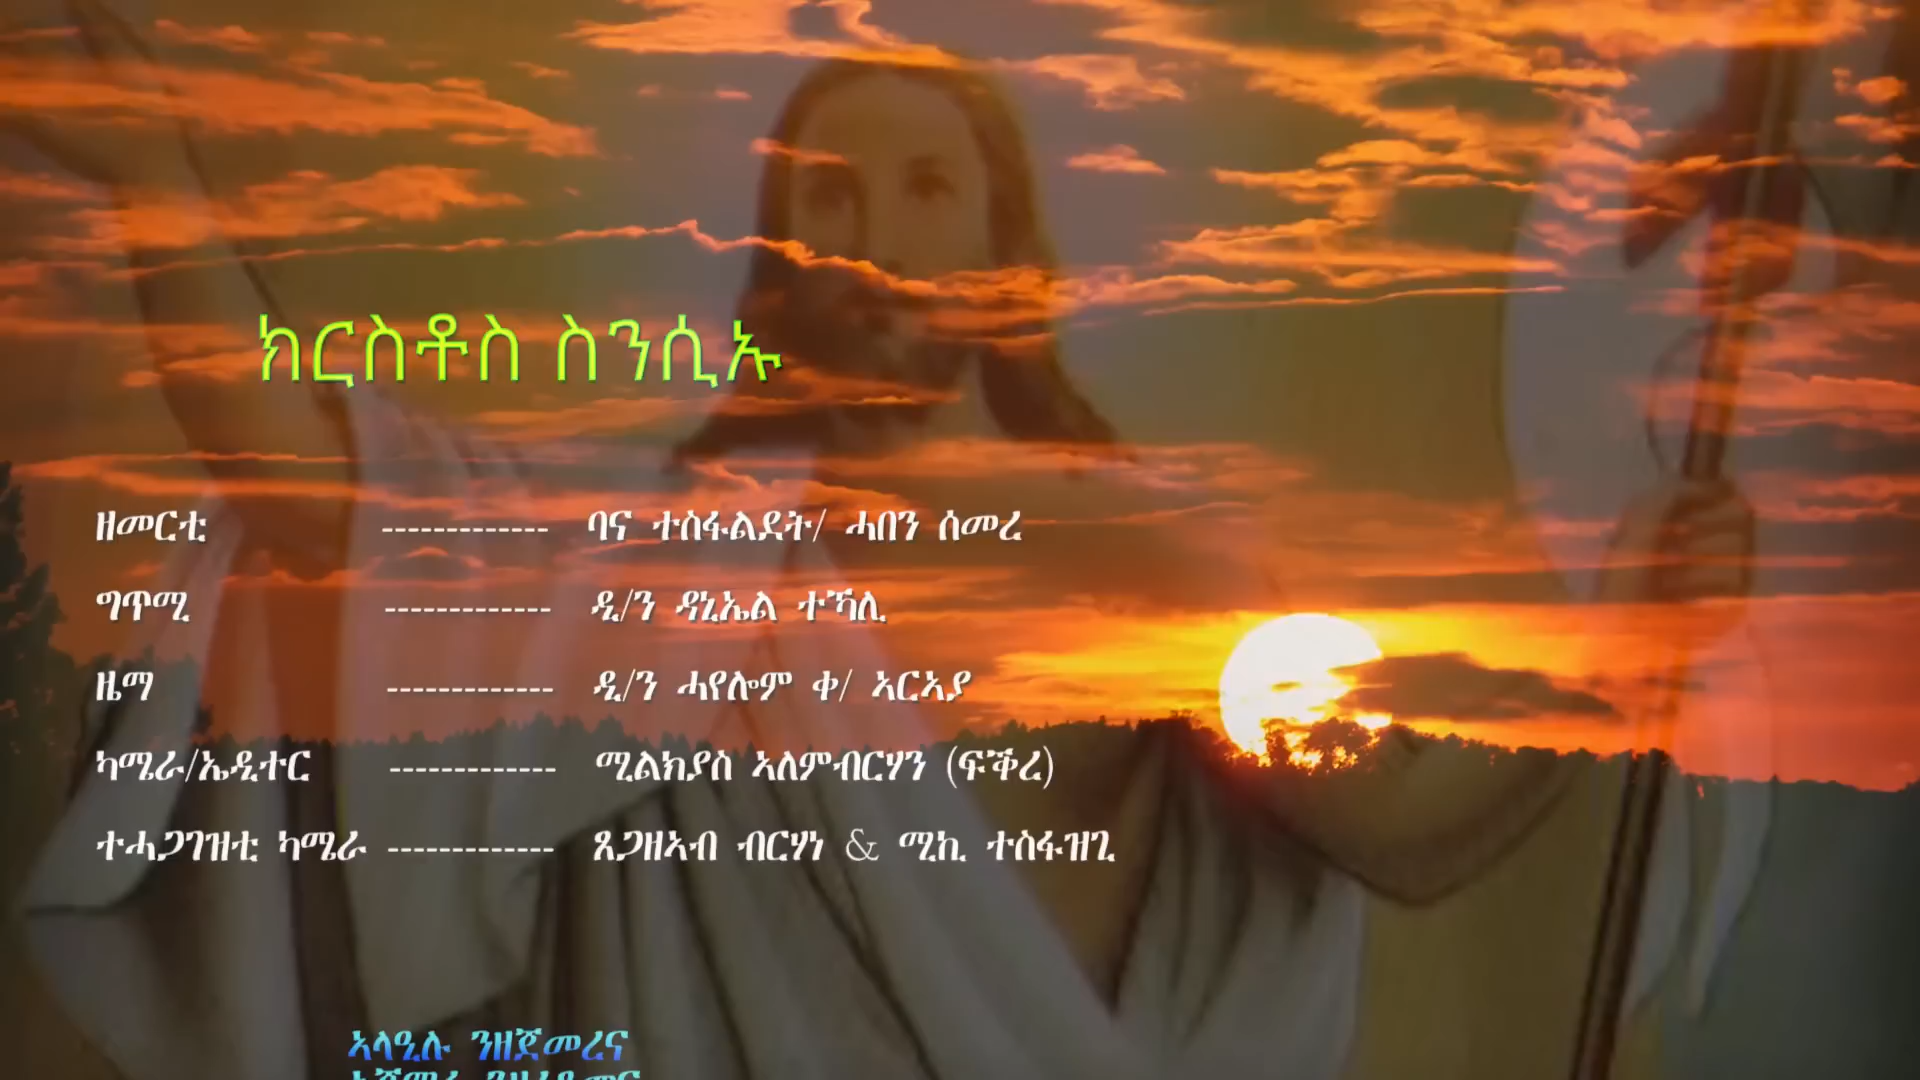 ክርስቶስ ስንሲኡ
ዘመርቲ ------------- ባና ተስፋልደት/ ሓበን ሰመረ
ግጥሚ ------------- ዲ/ን ዳኒኤል ተኻሊ
ዜማ ------------- ዲ/ን ሓየሎም ቀ/ ኣርኣያ
ካሜራ/ኤዲተር ------------- ሚልክያስ ኣለምብርሃን (ፍቕረ)
ተሓጋገዝቲ ካሜራ ------------- ጸጋዘኣብ ብርሃነ & ሚኪ ተስፋዝጊ
ኣላዒሉ ንዘጀመረና